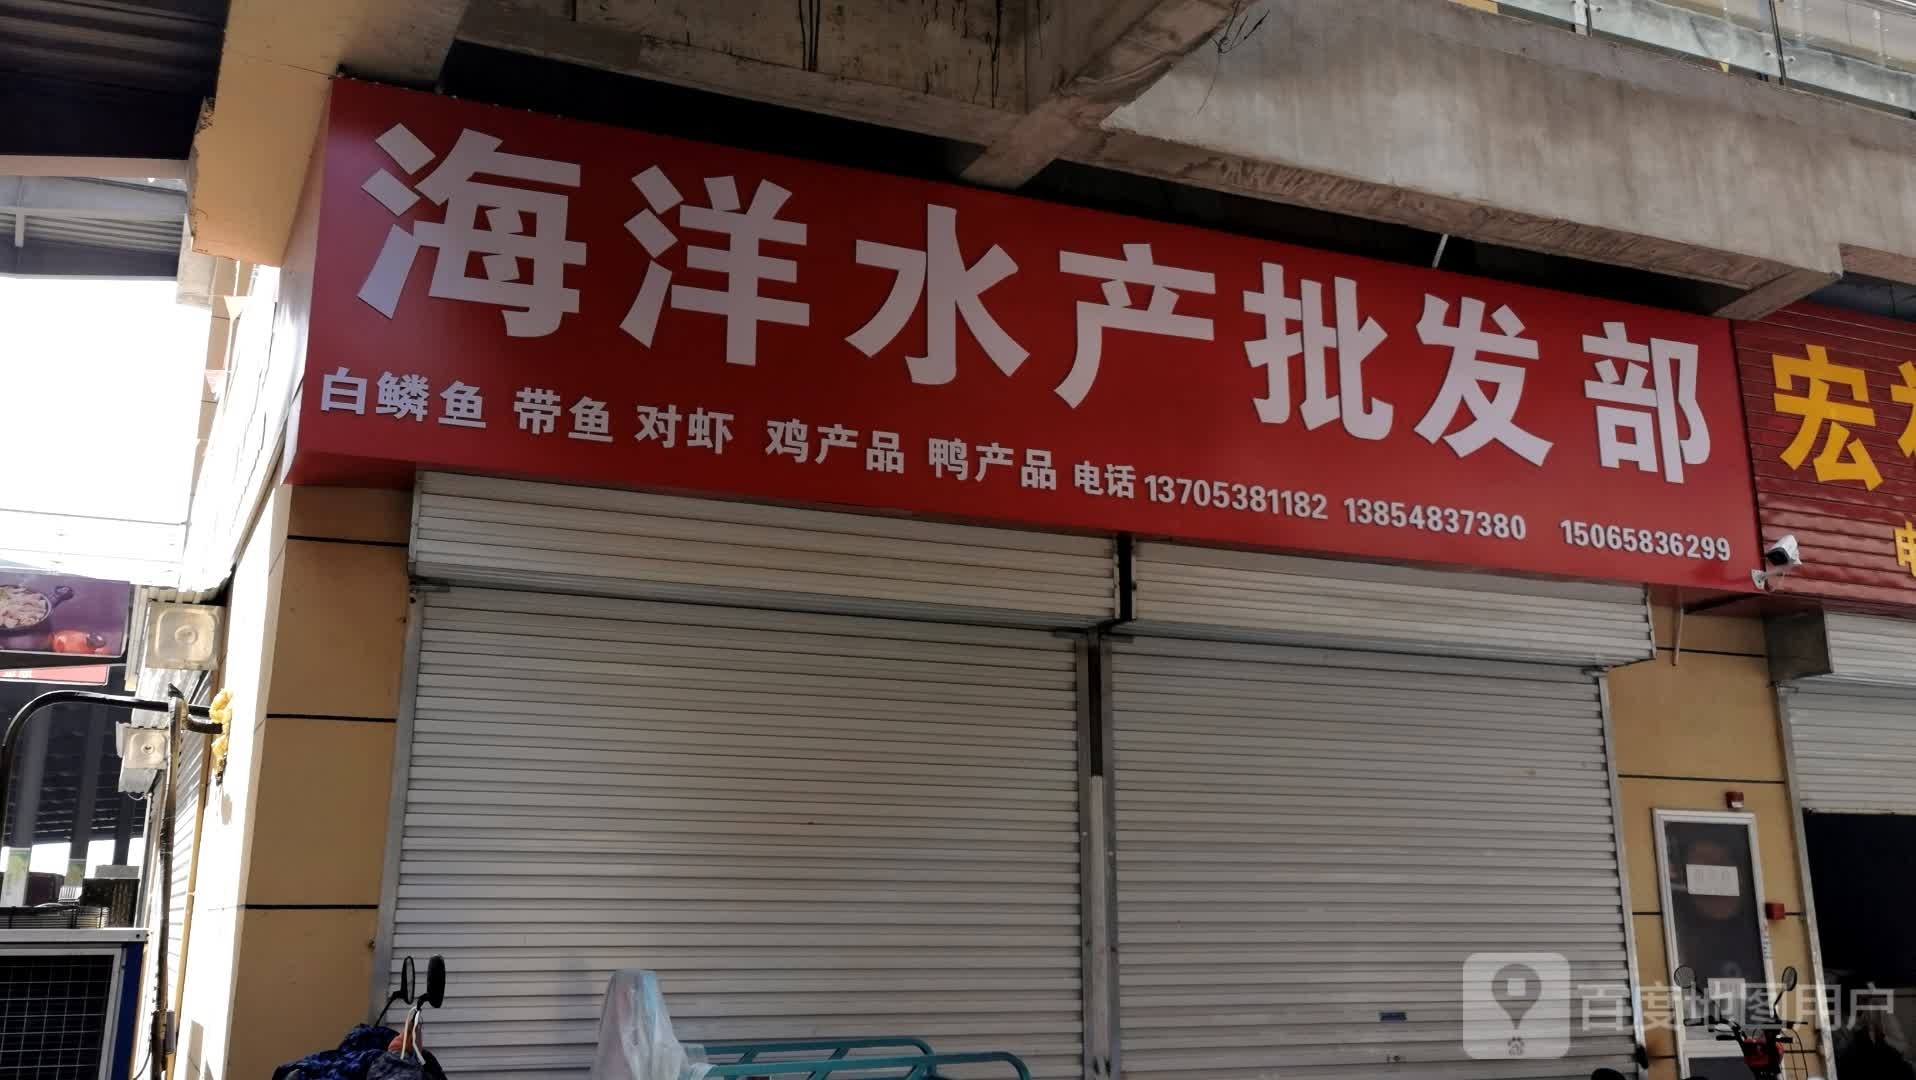 海洋水产批发部
白鳞鱼 带鱼 对虾 鸡产品 鸭产品 电话 13705381182 13854837380 15065836299
宏
电
百度地图用户